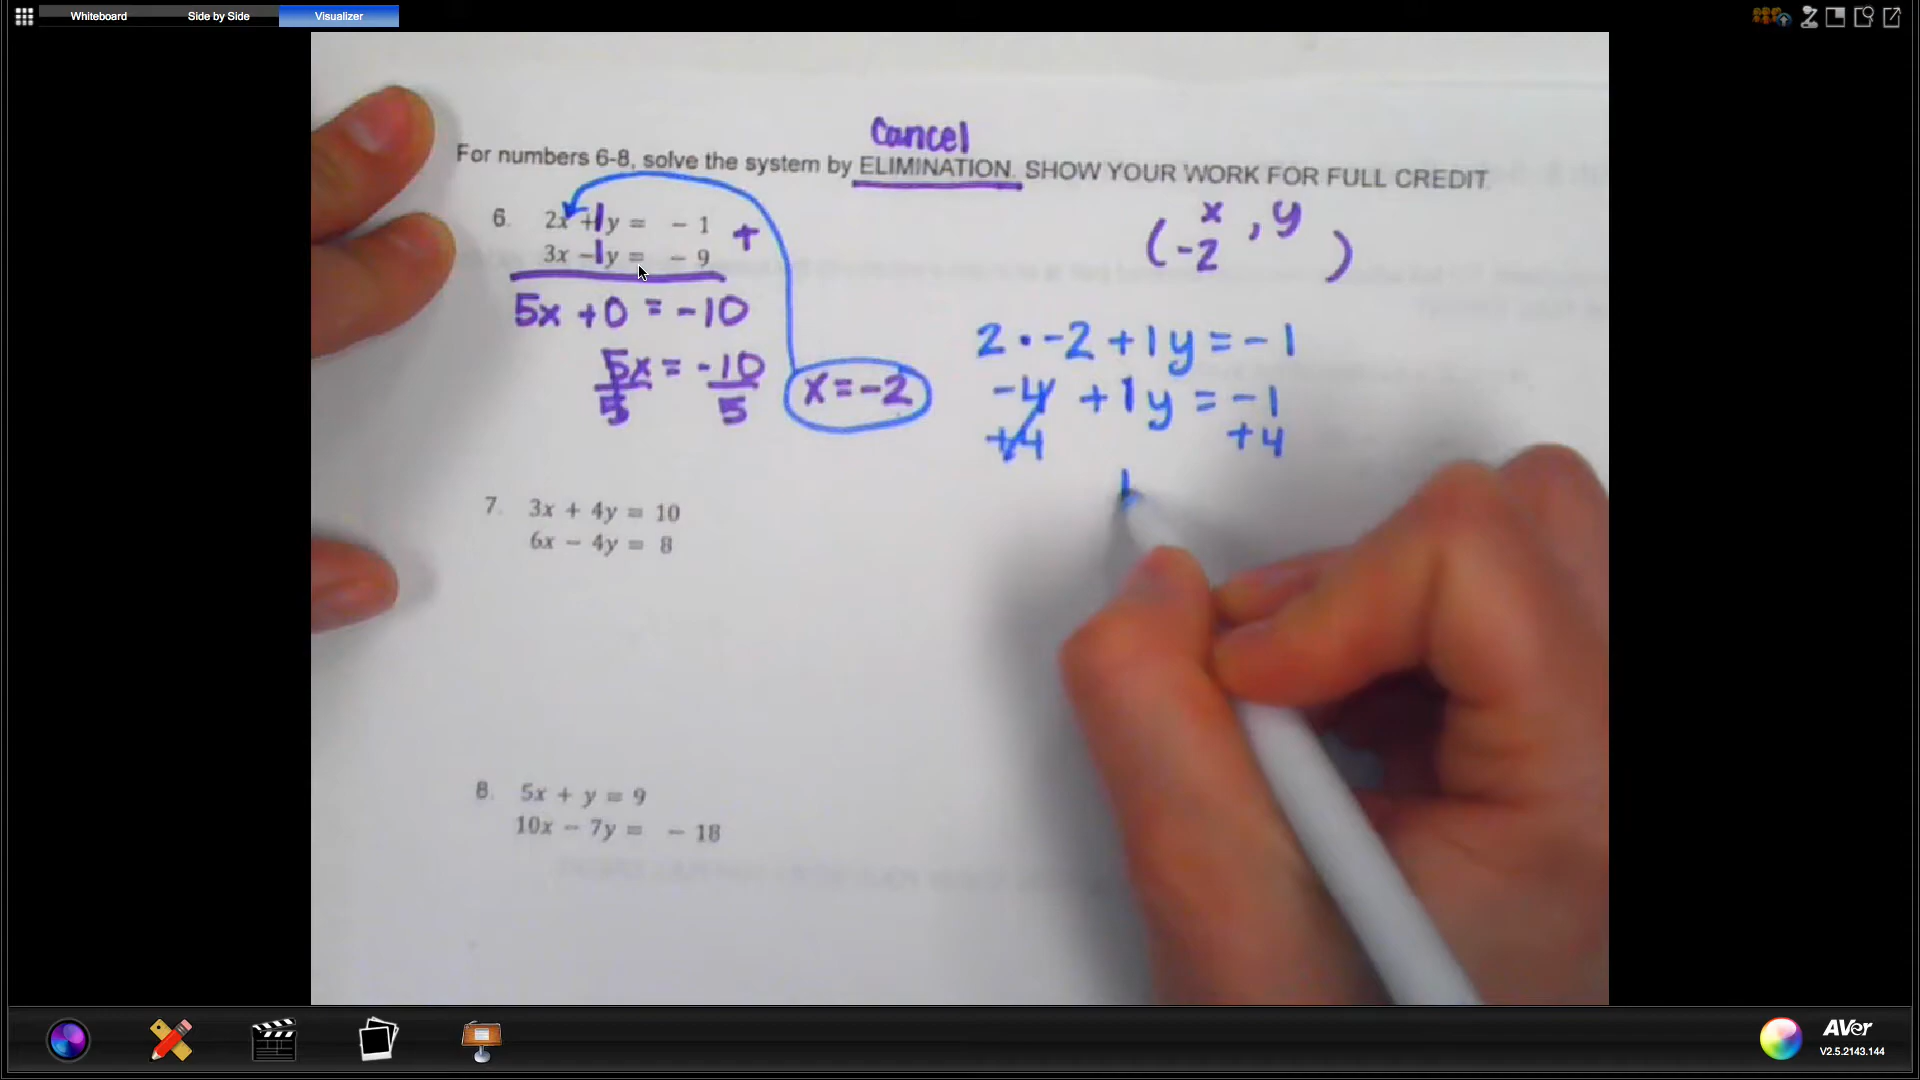 Whiteboard Side by Side Visualizer
Cancel
For numbers 6-8, solve the system by ELIMINATION. SHOW YOUR WORK FOR FULL CREDIT.
6. 2x +1y = - 1
3x -1y = - 9 +
5x +0 = -10
5x = -10
5 5
x = -2
x , y
( -2 )
2 · -2 +1y = -1
-4 +1y = -1
+4 +4
1
7. 3x + 4y = 10
6x - 4y = 8
8. 5x + y = 9
10x - 7y = - 18
AVer
V2.5.2143.144